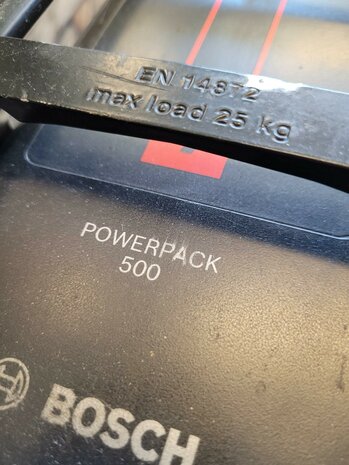 EN 14872
max load 25 kg
POWERPACK
500
BOSCH